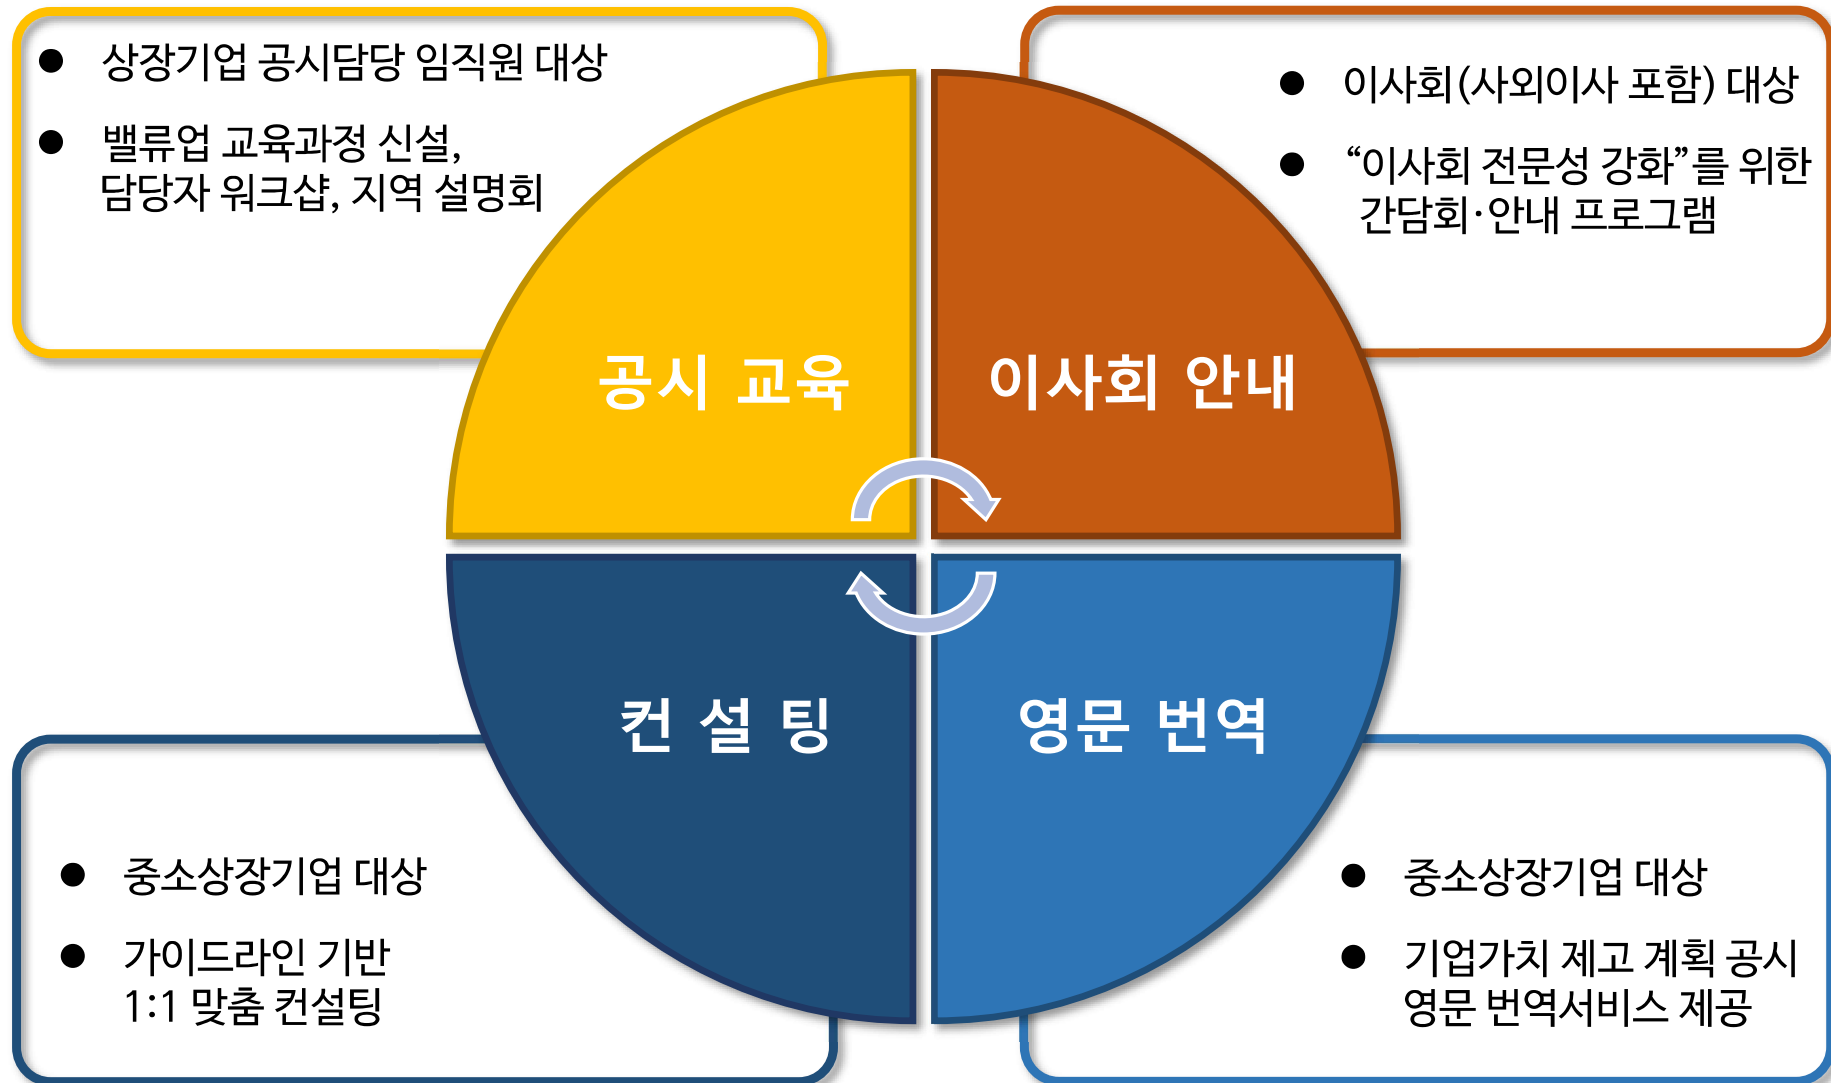 ● 상장기업 공시담당 임직원 대상
● 밸류업 교육과정 신설,
담당자 워크샵, 지역 설명회
● 이사회(사외이사 포함) 대상
● “이사회 전문성 강화”를 위한
간담회·안내 프로그램
공시 교육
이사회 안내
컨 설 팅
영문 번역
● 중소상장기업 대상
● 가이드라인 기반
1:1 맞춤 컨설팅
● 중소상장기업 대상
● 기업가치 제고 계획 공시
영문 번역서비스 제공